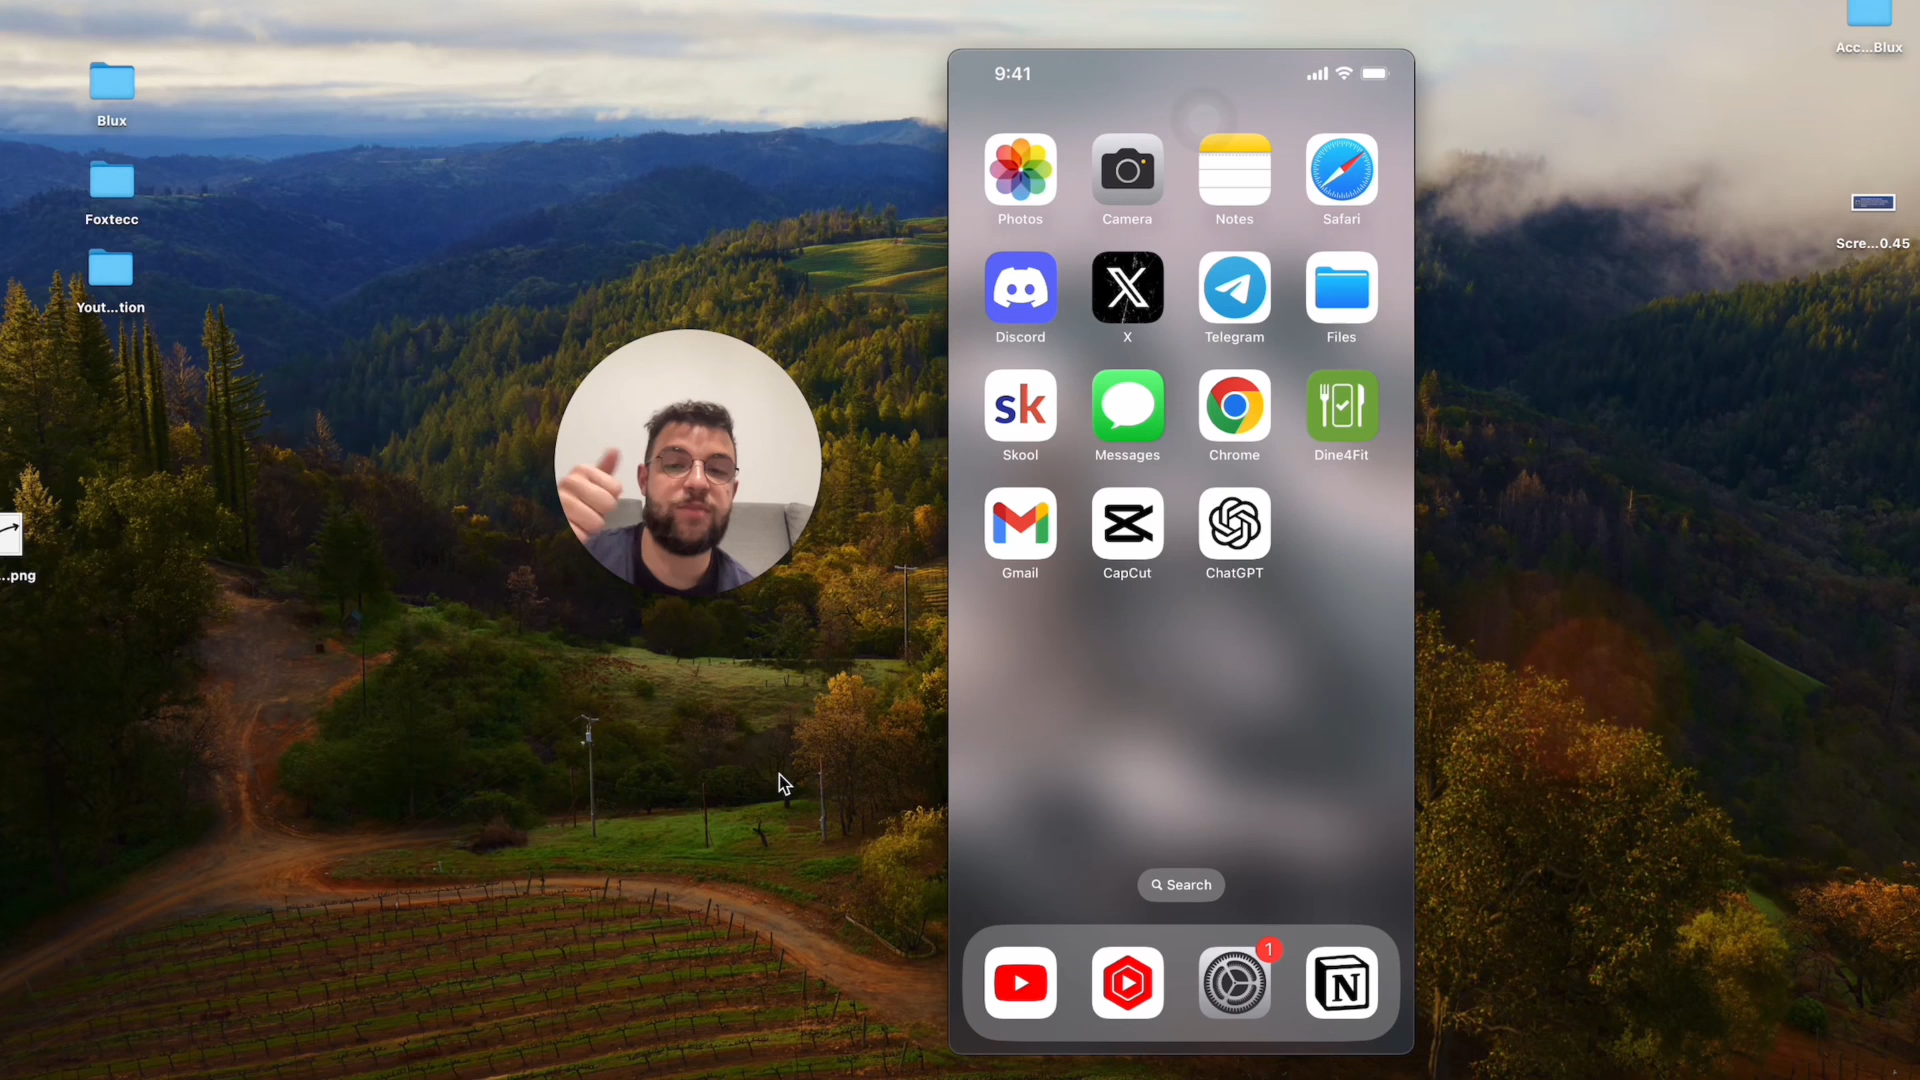 Blux
Foxtecc
Yout...tion
...png
9:41
Photos
Camera
Notes
Safari
Discord
X
Telegram
Files
sk
Skool
Messages
Chrome
Dine4Fit
Gmail
CapCut
ChatGPT
Search
1
N
Acc...Blux
Scre...0.45